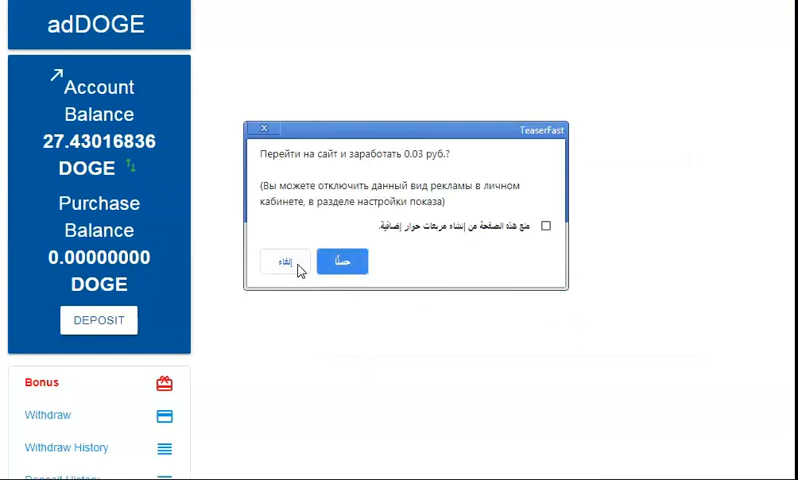 adDOGE
Account
Balance
27.43016836
DOGE
Purchase
Balance
0.00000000
DOGE
DEPOSIT
Bonus
Withdraw
Withdraw History
Deposit History
x
TeaserFast
Перейти на сайт и заработать 0.03 руб.?
(Вы можете отключить данный вид рекламы в личном
кабинете, в разделе настройки показа)
منع هذه الصفحة من إنشاء مربعات حوار إضافية.
حسنًا
إلغاء